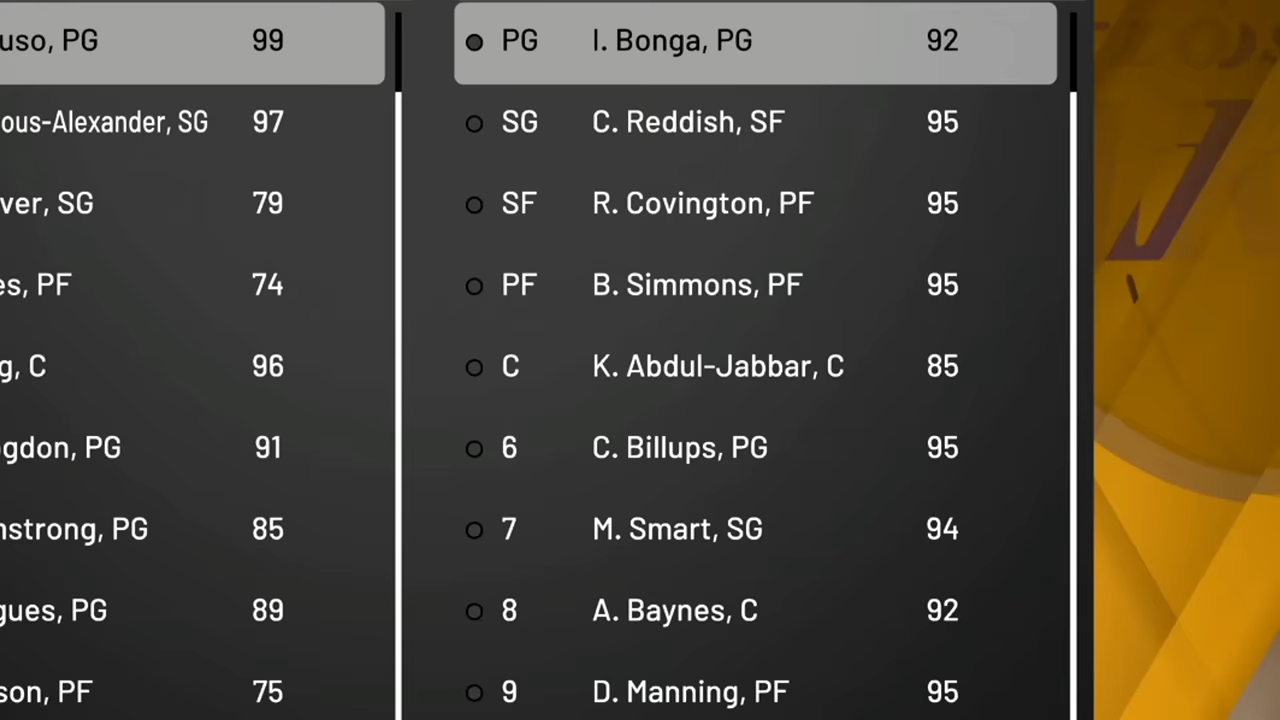 uso, PG 99
ous-Alexander, SG 97
ver, SG 79
es, PF 74
g, C 96
gdon, PG 91
nstrong, PG 85
gues, PG 89
son, PF 75
PG I. Bonga, PG 92
SG C. Reddish, SF 95
SF R. Covington, PF 95
PF B. Simmons, PF 95
C K. Abdul-Jabbar, C 85
6 C. Billups, PG 95
7 M. Smart, SG 94
8 A. Baynes, C 92
9 D. Manning, PF 95